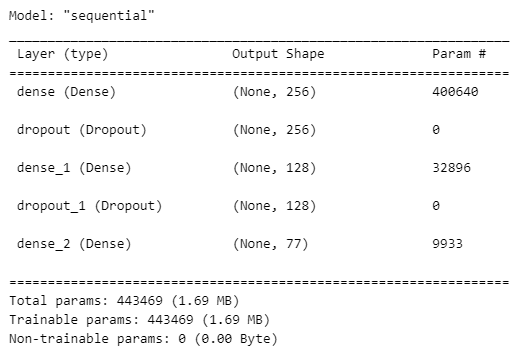 Model: "sequential"
_________________________________________________________________
Layer (type) Output Shape Param #
=================================================================
dense (Dense) (None, 256) 400640
dropout (Dropout) (None, 256) 0
dense_1 (Dense) (None, 128) 32896
dropout_1 (Dropout) (None, 128) 0
dense_2 (Dense) (None, 77) 9933
=================================================================
Total params: 443469 (1.69 MB)
Trainable params: 443469 (1.69 MB)
Non-trainable params: 0 (0.00 Byte)